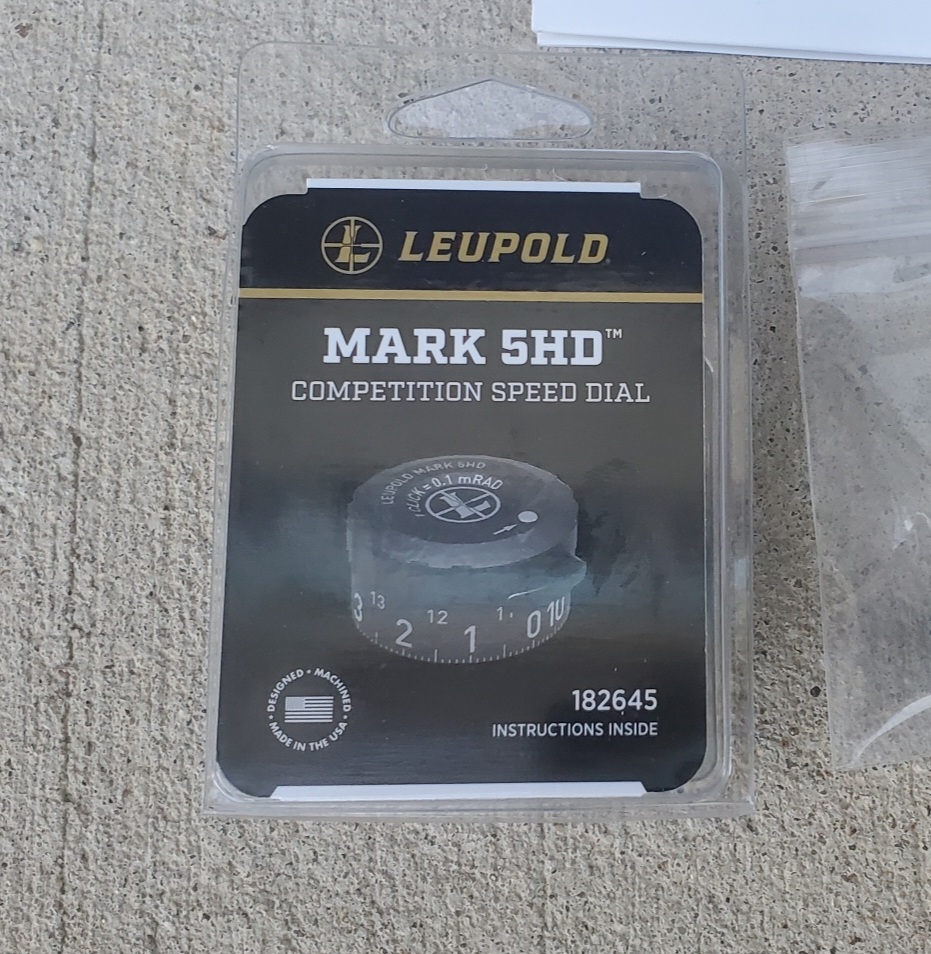 LEUPOLD
MARK 5HD™
COMPETITION SPEED DIAL
LEUPOLD MARK 5HD
1 CLICK = 0.1 mRAD
3 13 2 12 1 0 10
DESIGNED • MACHINED
• MADE IN THE USA •
182645
INSTRUCTIONS INSIDE